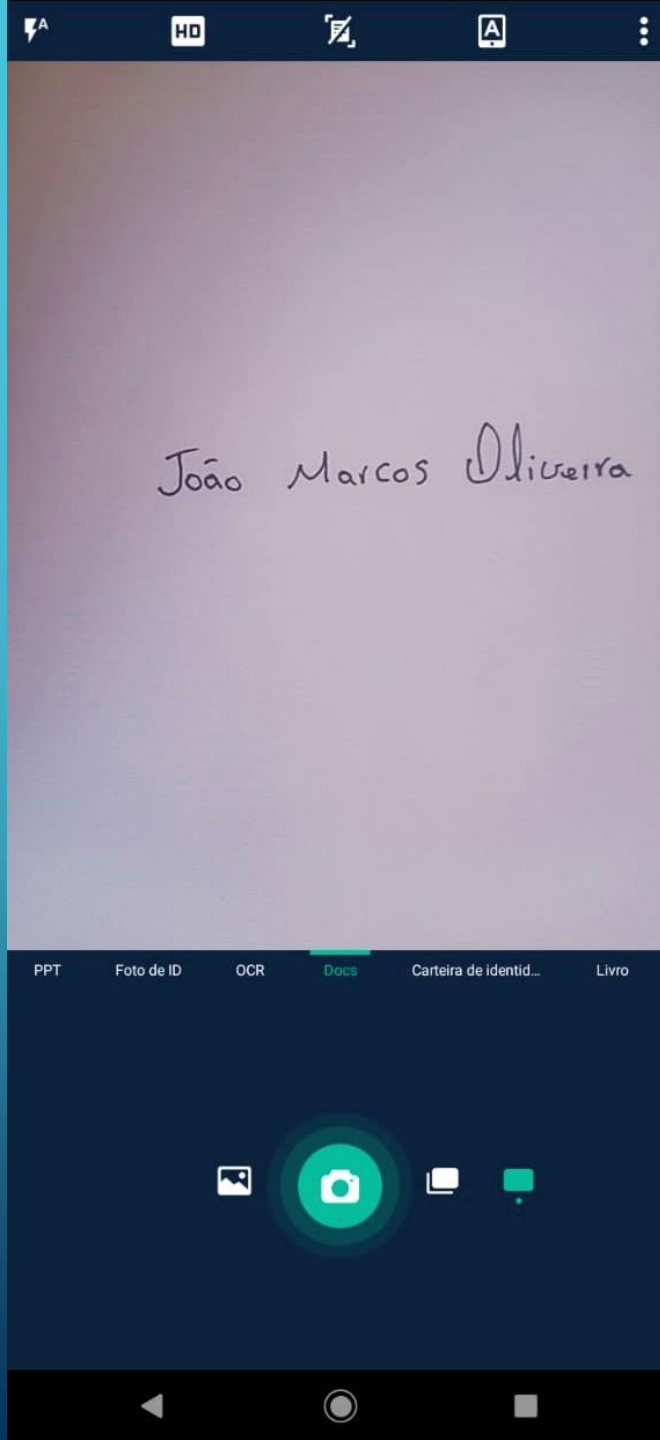 A
HD
A
João Marcos Oliveira
PPT Foto de ID OCR Docs Carteira de identid... Livro